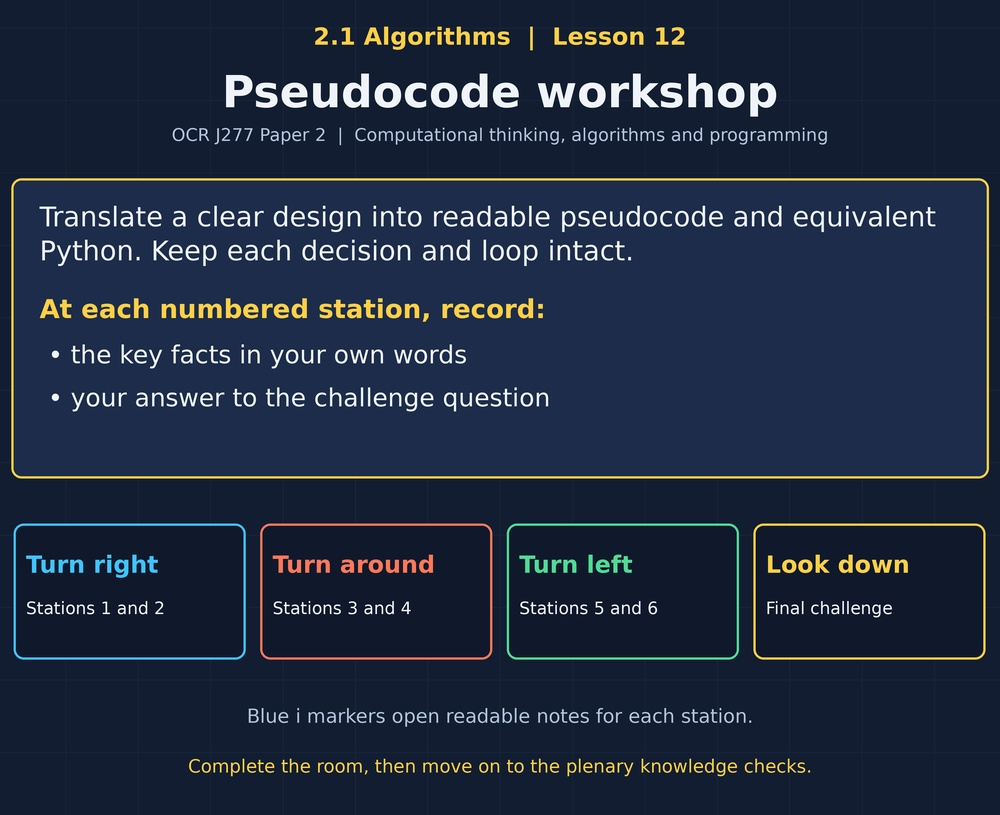 2.1 Algorithms | Lesson 12
Pseudocode workshop
OCR J277 Paper 2 | Computational thinking, algorithms and programming
Translate a clear design into readable pseudocode and equivalent
Python. Keep each decision and loop intact.
At each numbered station, record:
• the key facts in your own words
• your answer to the challenge question
Turn right
Stations 1 and 2
Turn around
Stations 3 and 4
Turn left
Stations 5 and 6
Look down
Final challenge
Blue i markers open readable notes for each station.
Complete the room, then move on to the plenary knowledge checks.